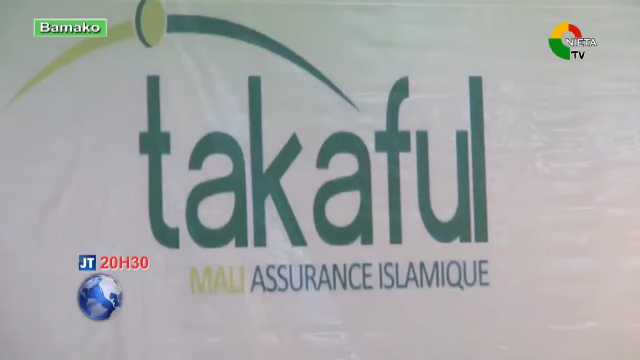 Bamako
NIETA
TV
takaful
MALI ASSURANCE ISLAMIQUE
JT 20H30